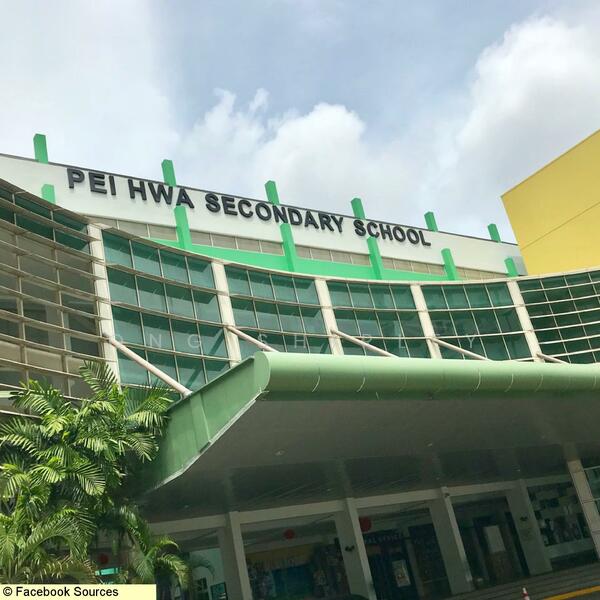 PEI HWA SECONDARY SCHOOL
© Facebook Sources